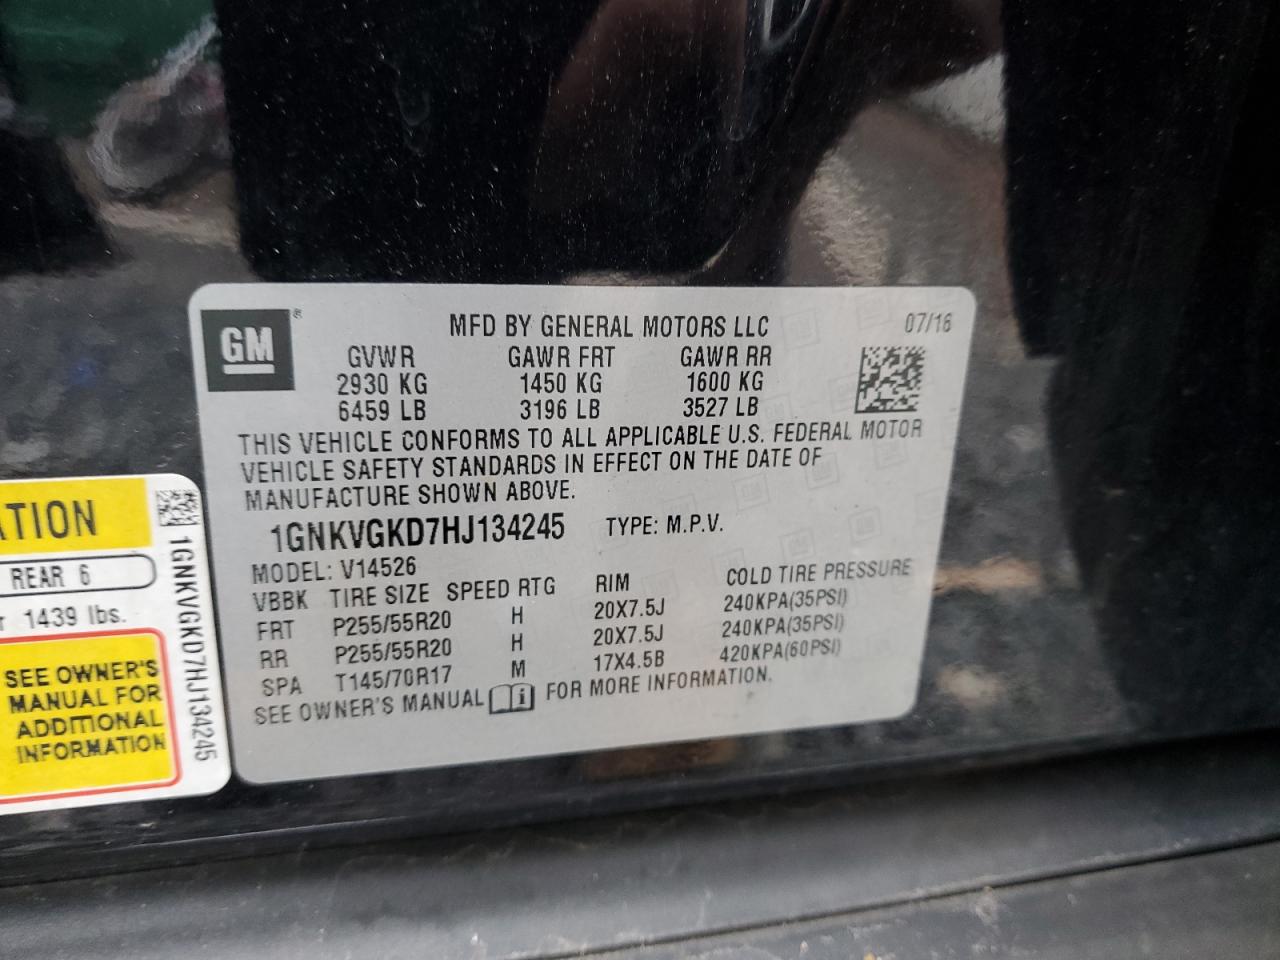 GM®
MFD BY GENERAL MOTORS LLC 07/16
GVWR GAWR FRT GAWR RR
2930 KG 1450 KG 1600 KG
6459 LB 3196 LB 3527 LB
THIS VEHICLE CONFORMS TO ALL APPLICABLE U.S. FEDERAL MOTOR
VEHICLE SAFETY STANDARDS IN EFFECT ON THE DATE OF
MANUFACTURE SHOWN ABOVE.
1GNKVGKD7HJ134245 TYPE: M.P.V.
MODEL: V14526
VBBK TIRE SIZE SPEED RTG RIM COLD TIRE PRESSURE
FRT P255/55R20 H 20X7.5J 240KPA(35PSI)
RR P255/55R20 H 20X7.5J 240KPA(35PSI)
SPA T145/70R17 M 17X4.5B 420KPA(60PSI)
SEE OWNER'S MANUAL i FOR MORE INFORMATION.
ATION
REAR 6
r 1439 lbs.
SEE OWNER'S
MANUAL FOR
ADDITIONAL
INFORMATION
1GNKVGKD7HJ134245